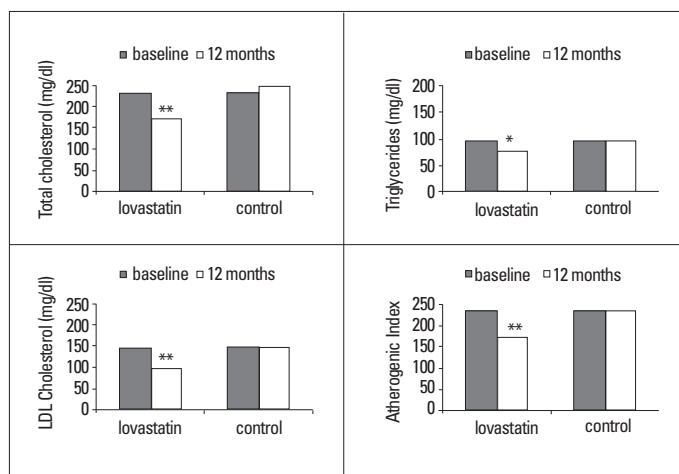 baseline 12 months
Total cholesterol (mg/dl)
250
200
150
100
50
0
**
lovastatin control
baseline 12 months
Triglycerides (mg/dl)
200
150
100
50
0
*
lovastatin control
baseline 12 months
LDL Cholesterol (mg/dl)
250
200
150
100
50
0
**
lovastatin control
baseline 12 months
Atherogenic Index
250
200
150
100
50
0
**
lovastatin control